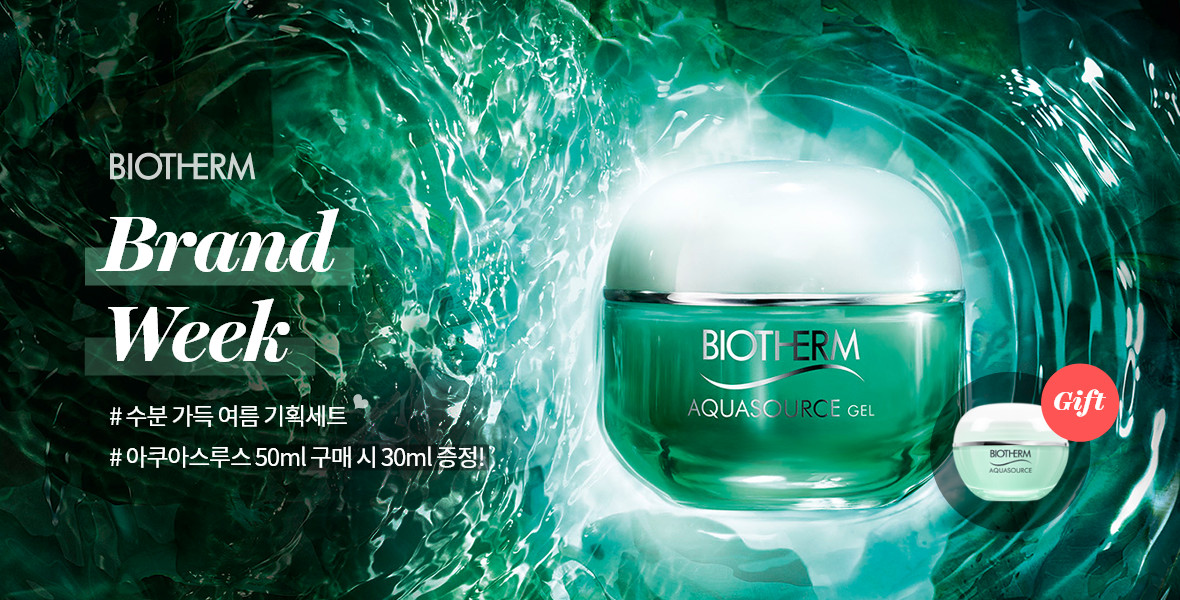 BIOTHERM
Brand
Week
# 수분 가득 여름 기획세트
# 아쿠아스루스 50ml 구매 시 30ml 증정!
BIOTHERM
AQUASOURCE GEL
Gift
BIOTHERM
AQUASOURCE